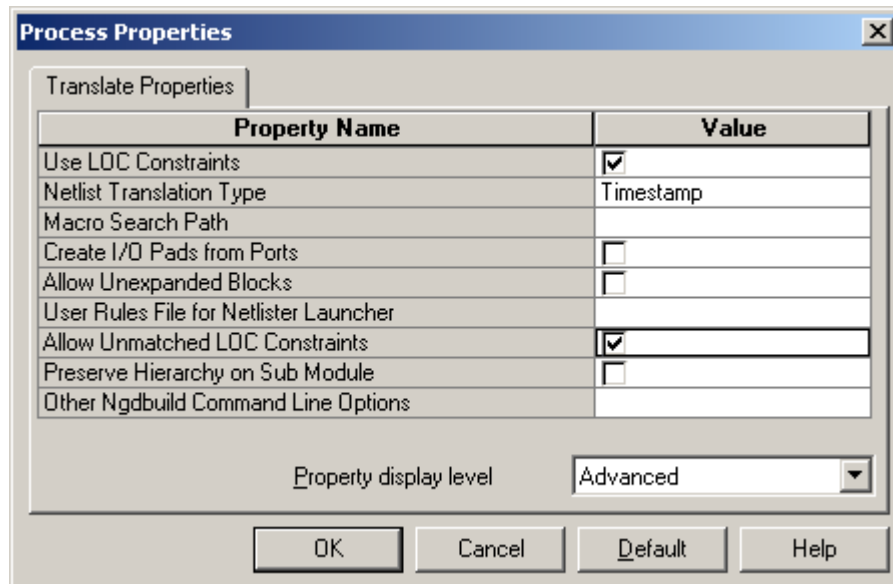 Process Properties
Translate Properties
Property Name Value
Use LOC Constraints
Netlist Translation Type Timestamp
Macro Search Path
Create I/O Pads from Ports
Allow Unexpanded Blocks
User Rules File for Netlister Launcher
Allow Unmatched LOC Constraints
Preserve Hierarchy on Sub Module
Other Ngdbuild Command Line Options
Property display level Advanced
OK Cancel Default Help